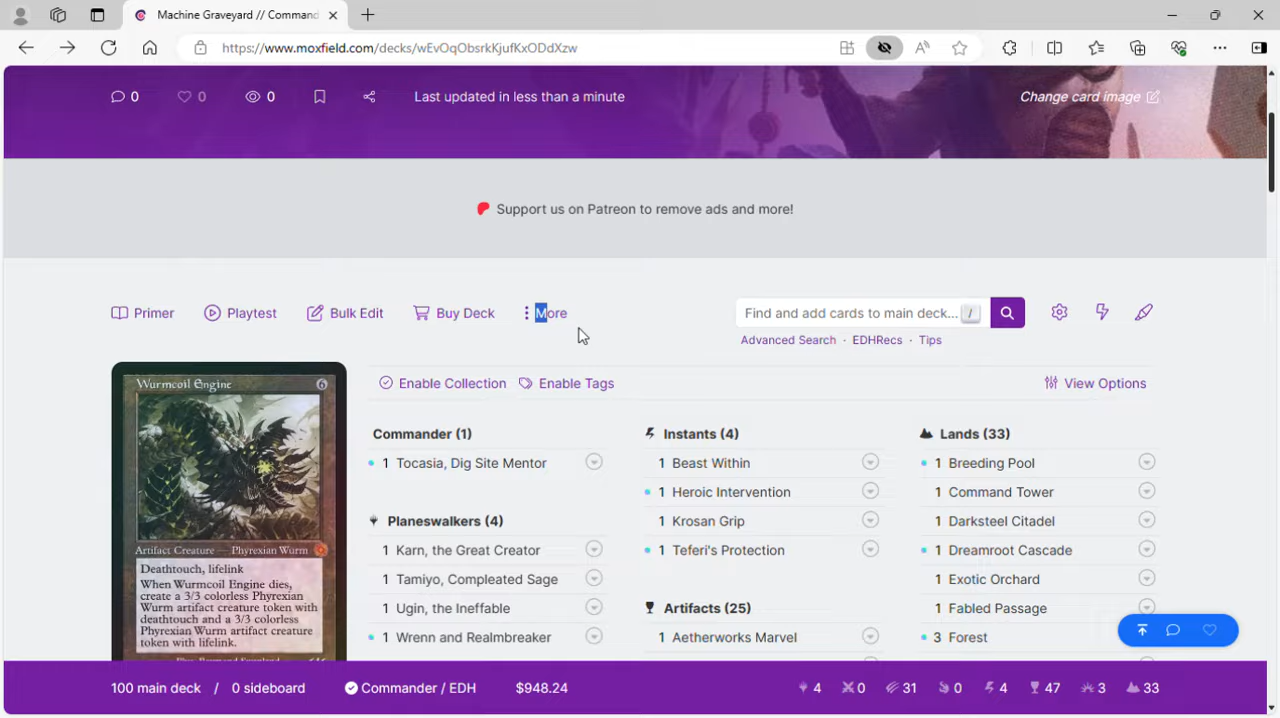 Machine Graveyard // Command
https://www.moxfield.com/decks/wEvOqObsrkKjufKxODdXzw
0 0 0 Last updated in less than a minute Change card image
Support us on Patreon to remove ads and more!
Primer Playtest Bulk Edit Buy Deck More Find and add cards to main deck... /
Advanced Search · EDHRecs · Tips
Enable Collection Enable Tags View Options
Wurmcoil Engine 6
Artifact Creature — Phyrexian Wurm
Deathtouch, lifelink
When Wurmcoil Engine dies,
create a 3/3 colorless Phyrexian
Wurm artifact creature token with
deathtouch and a 3/3 colorless
Phyrexian Wurm artifact creature
token with lifelink.
Commander (1)
1 Tocasia, Dig Site Mentor
Planeswalkers (4)
1 Karn, the Great Creator
1 Tamiyo, Compleated Sage
1 Ugin, the Ineffable
1 Wrenn and Realmbreaker
Instants (4)
1 Beast Within
1 Heroic Intervention
1 Krosan Grip
1 Teferi's Protection
Artifacts (25)
1 Aetherworks Marvel
Lands (33)
1 Breeding Pool
1 Command Tower
1 Darksteel Citadel
1 Dreamroot Cascade
1 Exotic Orchard
1 Fabled Passage
3 Forest
100 main deck / 0 sideboard Commander / EDH $948.24 4 0 31 0 4 47 3 33